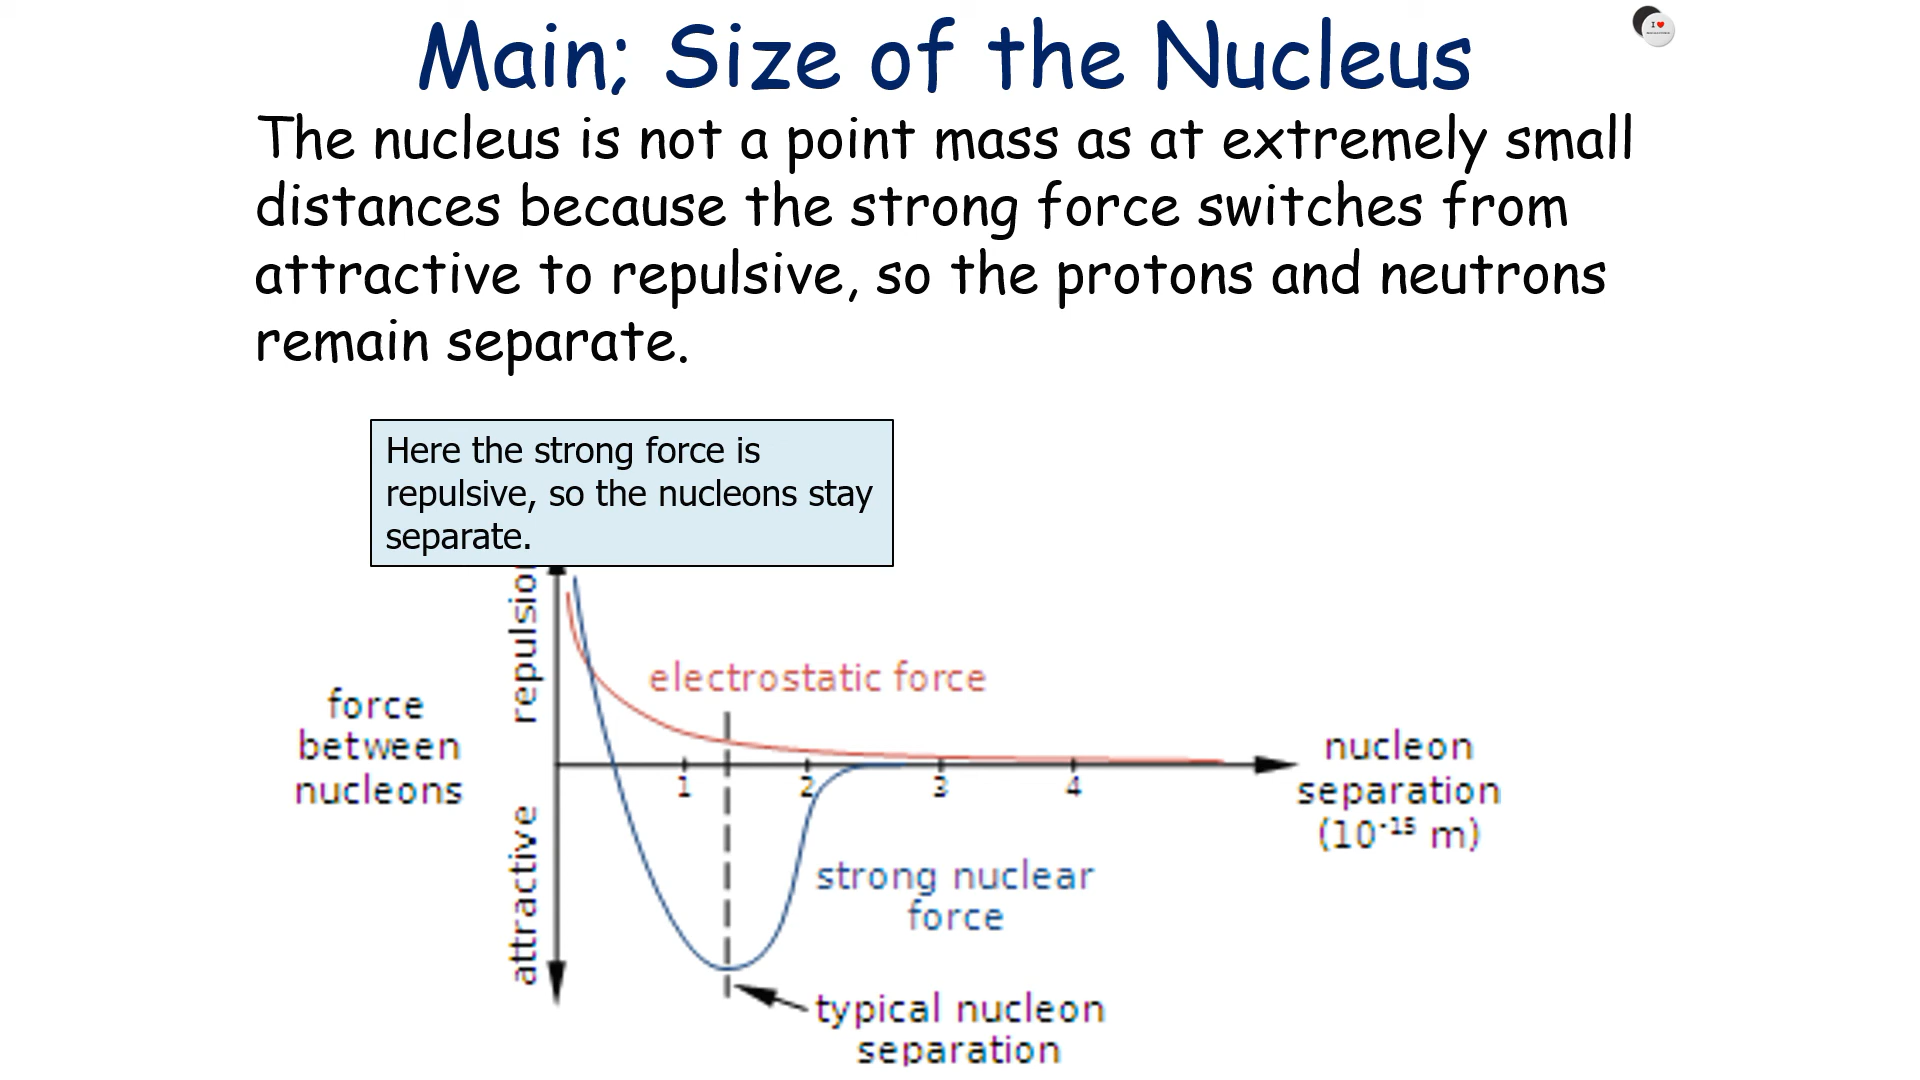 Main; Size of the Nucleus
The nucleus is not a point mass as at extremely small
distances because the strong force switches from
attractive to repulsive, so the protons and neutrons
remain separate.
Here the strong force is
repulsive, so the nucleons stay
separate.
repulsio
electrostatic force
force
between
nucleons
1
2
3
4
nucleon
separation
(10⁻¹⁵ m)
attractive
strong nuclear
force
typical nucleon
separation
I ♥